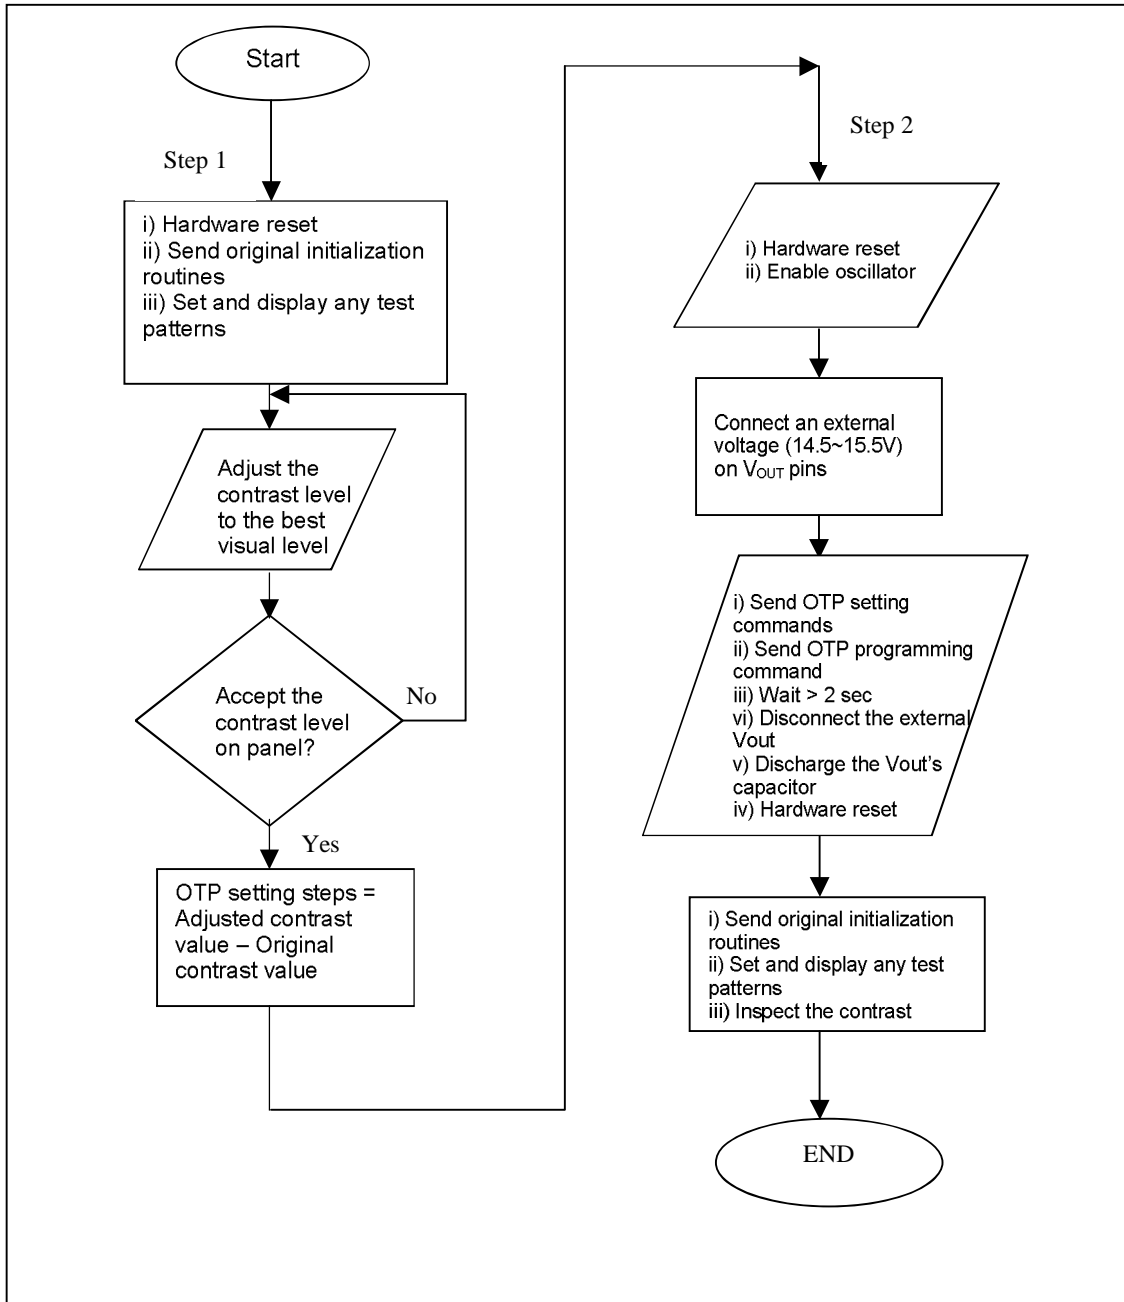 Start
Step 1
i) Hardware reset
ii) Send original initialization
routines
iii) Set and display any test
patterns
Adjust the
contrast level
to the best
visual level
Accept the
contrast level
on panel?
No
Yes
OTP setting steps =
Adjusted contrast
value – Original
contrast value
Step 2
i) Hardware reset
ii) Enable oscillator
Connect an external
voltage (14.5~15.5V)
on VOUT pins
i) Send OTP setting
commands
ii) Send OTP programming
command
iii) Wait > 2 sec
vi) Disconnect the external
Vout
v) Discharge the Vout’s
capacitor
iv) Hardware reset
i) Send original initialization
routines
ii) Set and display any test
patterns
iii) Inspect the contrast
END